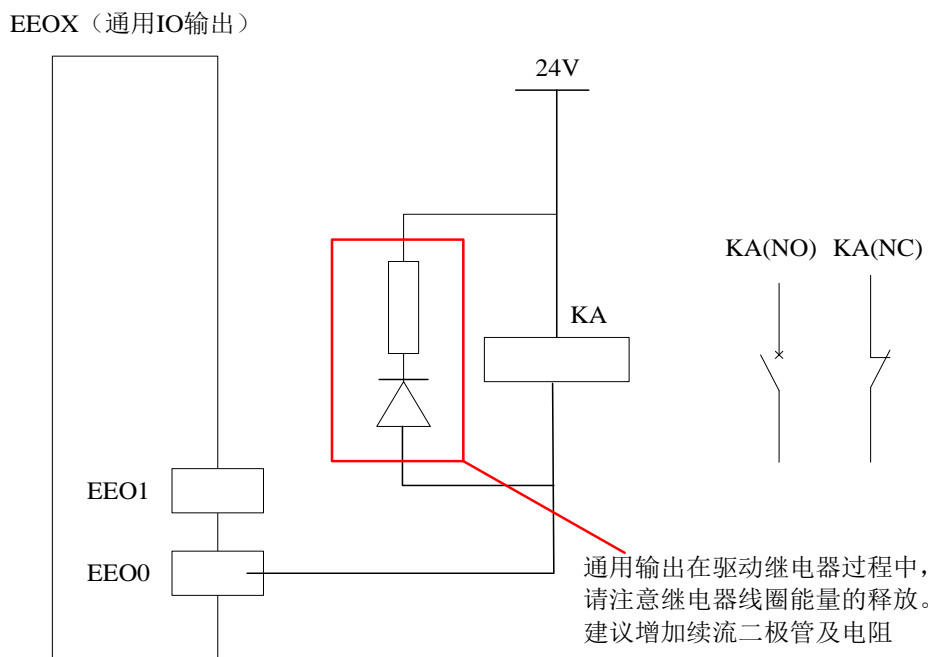 EEOX（通用IO输出）
24V
KA(NO) KA(NC)
KA
EEO1
EEO0
通用输出在驱动继电器过程中，
请注意继电器线圈能量的释放。
建议增加续流二极管及电阻